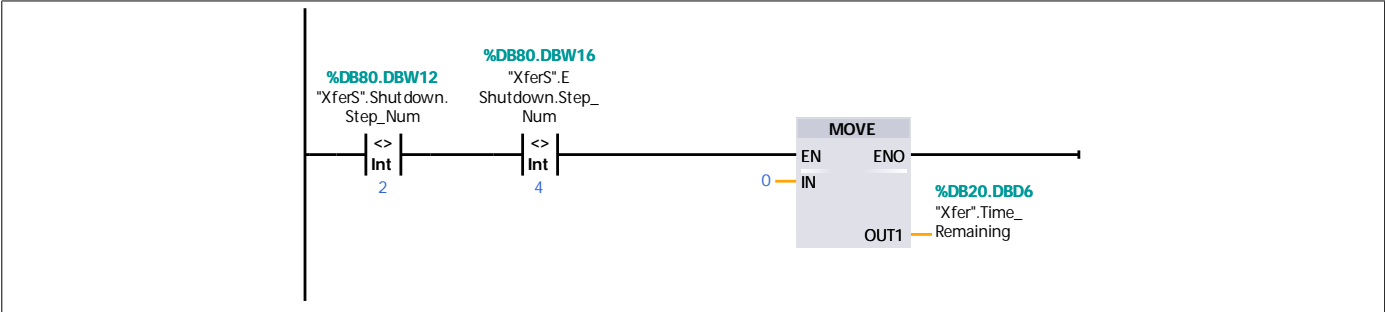 %DB80.DBW16
"XferS".E
Shutdown.Step_
Num
%DB80.DBW12
"XferS".Shutdown.
Step_Num
<>
Int
2
<>
Int
4
MOVE
EN ENO
0 IN
%DB20.DBD6
"Xfer".Time_
Remaining
OUT1